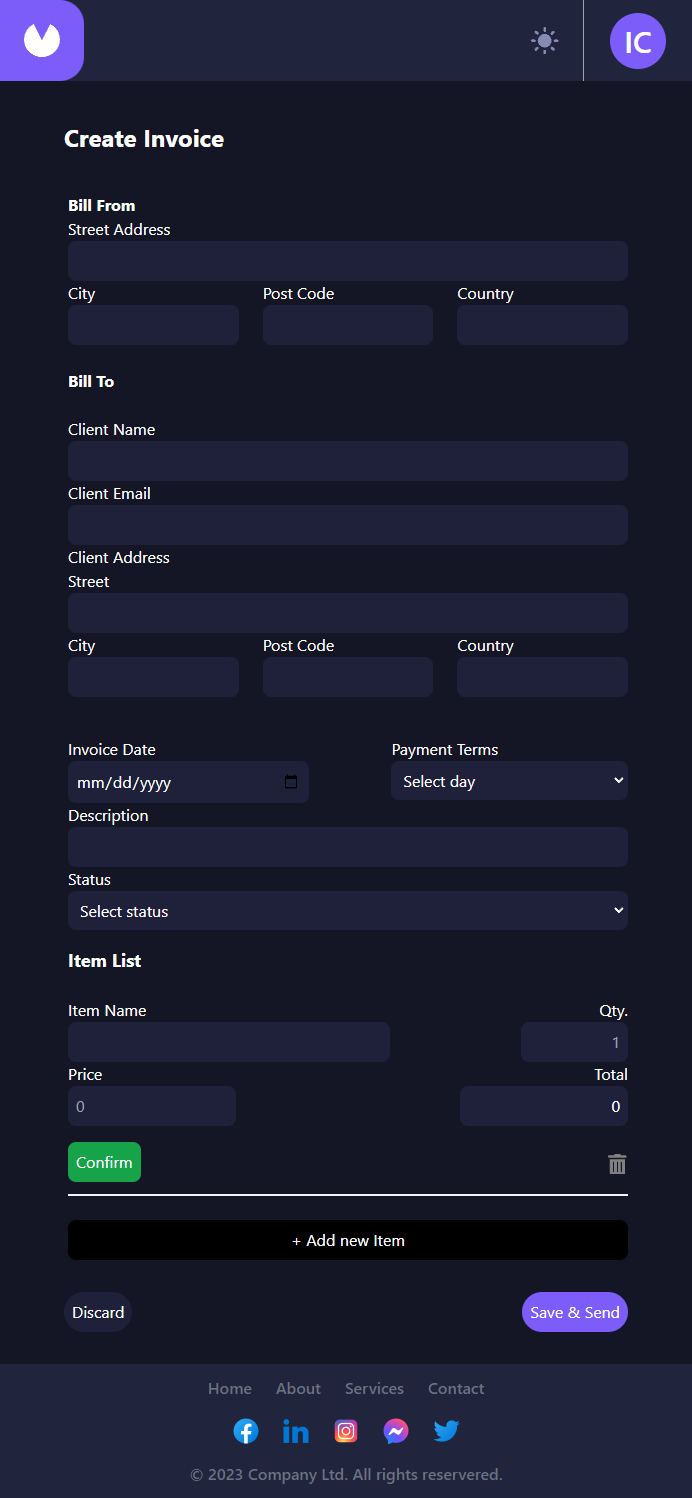 IC
Create Invoice
Bill From
Street Address
City Post Code Country
Bill To
Client Name
Client Email
Client Address
Street
City Post Code Country
Invoice Date Payment Terms
mm/dd/yyyy Select day
Description
Status
Select status
Item List
Item Name Qty.
1
Price Total
0 0
Confirm
+ Add new Item
Discard Save & Send
Home About Services Contact
in
© 2023 Company Ltd. All rights reservered.